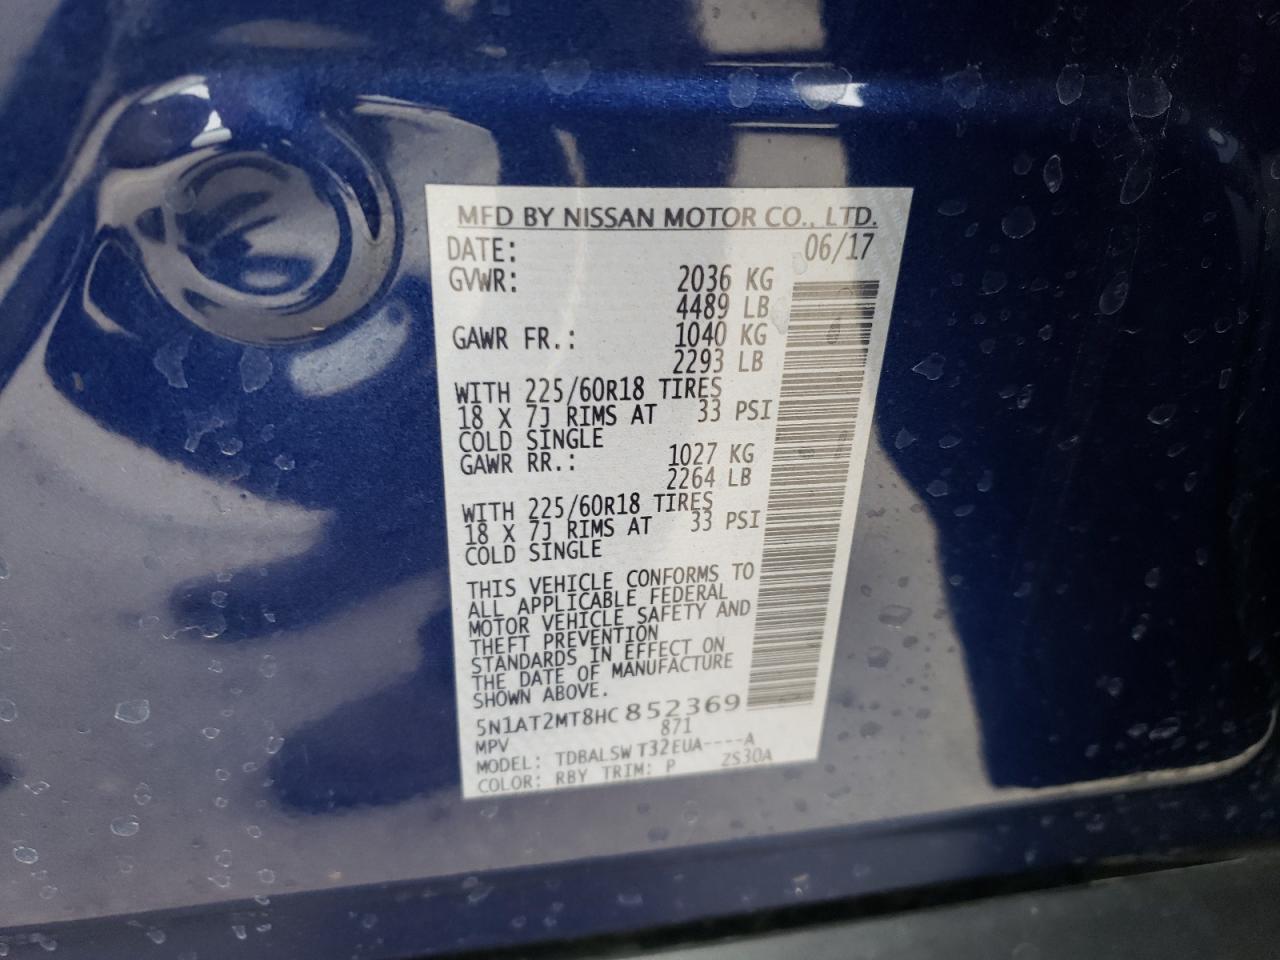 MFD BY NISSAN MOTOR CO., LTD.
DATE: 06/17
GVWR: 2036 KG
4489 LB
GAWR FR.: 1040 KG
2293 LB
WITH 225/60R18 TIRES
18 X 7J RIMS AT 33 PSI
COLD SINGLE
GAWR RR.: 1027 KG
2264 LB
WITH 225/60R18 TIRES
18 X 7J RIMS AT 33 PSI
COLD SINGLE
THIS VEHICLE CONFORMS TO
ALL APPLICABLE FEDERAL
MOTOR VEHICLE SAFETY AND
THEFT PREVENTION
STANDARDS IN EFFECT ON
THE DATE OF MANUFACTURE
SHOWN ABOVE.
5N1AT2MT8HC852369
MPV 871
MODEL: TDBALSW T32EUA----A
COLOR: RBY TRIM: P ZS30A